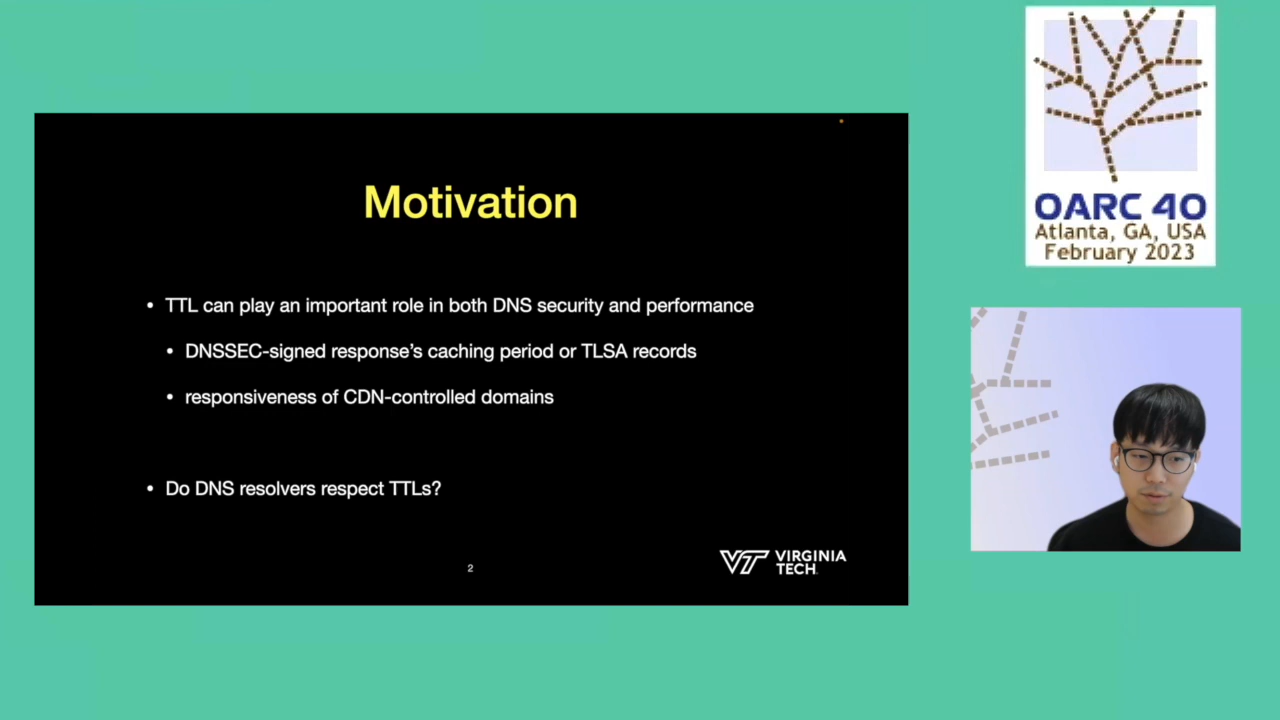 Motivation
• TTL can play an important role in both DNS security and performance
• DNSSEC-signed response’s caching period or TLSA records
• responsiveness of CDN-controlled domains
• Do DNS resolvers respect TTLs?
2
VT VIRGINIA
TECH.
OARC 40
Atlanta, GA, USA
February 2023